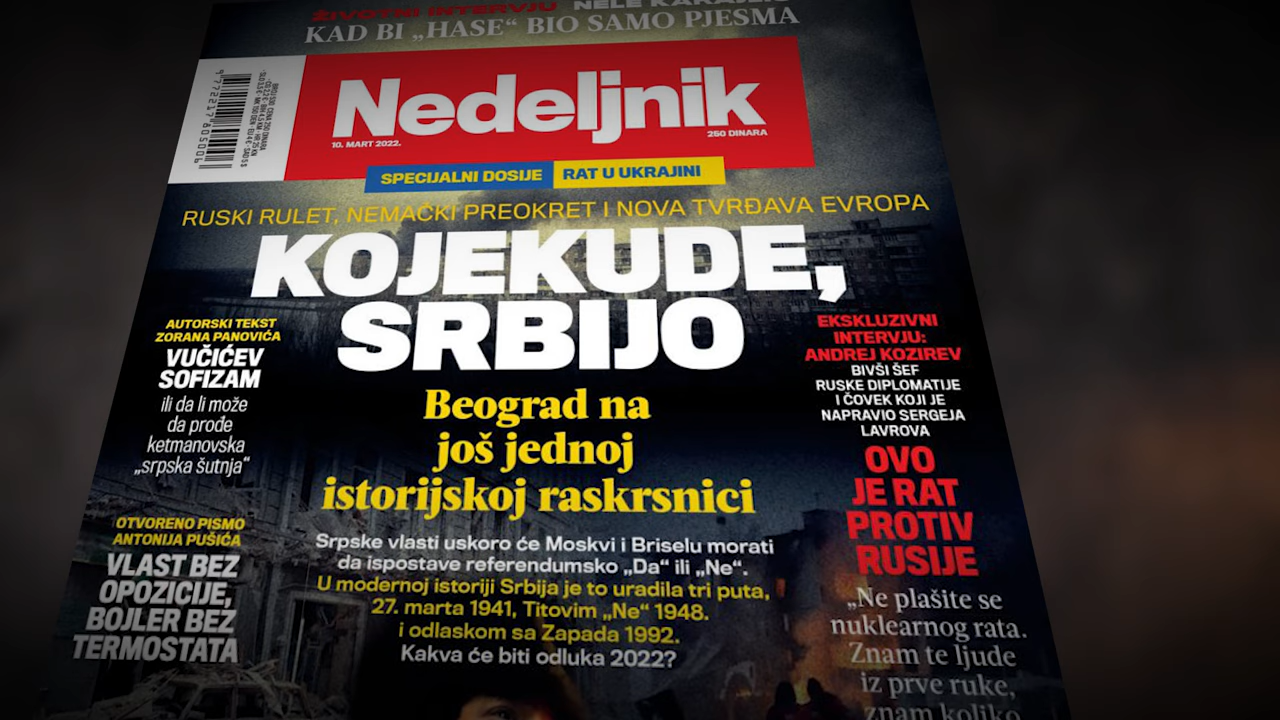 ŽIVOTNI INTERVJU NELE KARAJLIĆ
KAD BI „HASE“ BIO SAMO PJESMA
Nedeljnik
10. MART 2022.
250 DINARA
SPECIJALNI DOSIJE RAT U UKRAJINI
RUSKI RULET, NEMAČKI PREOKRET I NOVA TVRĐAVA EVROPA
KOJEKUDE,
SRBIJO
Beograd na
još jednoj
istorijskoj raskrsnici
Srpske vlasti uskoro će Moskvi i Briselu morati
da ispostave referendumsko „Da“ ili „Ne“.
U modernoj istoriji Srbija je to uradila tri puta,
27. marta 1941, Titovim „Ne“ 1948.
i odlaskom sa Zapada 1992.
Kakva će biti odluka 2022?
AUTORSKI TEKST
ZORANA PANOVIĆA
VUČIĆEV
SOFIZAM
ili da li može
da prođe
ketmanovska
„srpska šutnja“
OTVORENO PISMO
ANTONIJA PUŠIĆA
VLAST BEZ
OPOZICIJE,
BOJLER BEZ
TERMOSTATA
EKSKLUZIVNI
INTERVJU:
ANDREJ KOZIREV
BIVŠI ŠEF
RUSKE DIPLOMATIJE
I ČOVEK KOJI JE
NAPRAVIO SERGEJA
LAVROVA
OVO
JE RAT
PROTIV
RUSIJE
„Ne plašite se
nuklearnog rata.
Znam te ljude
iz prve ruke,
znam koliko